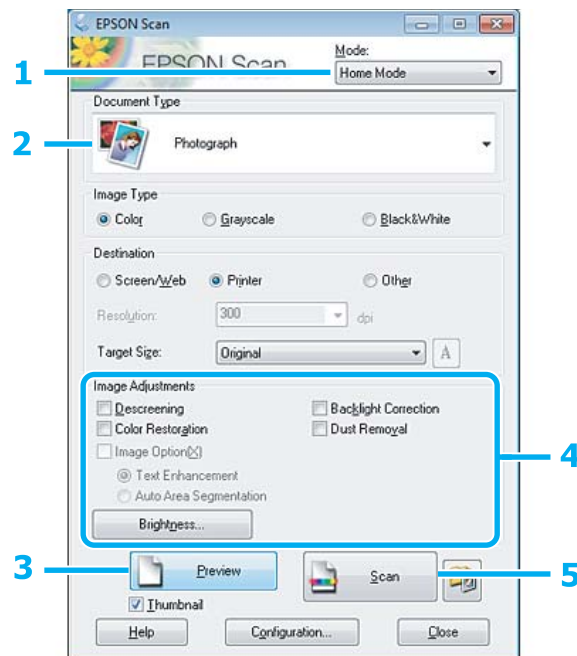 EPSON Scan
EPSON Scan
Mode:
1
Home Mode
Document Type
2
Photograph
Image Type
Color Grayscale Black&White
Destination
Screen/Web Printer Other
Resolution: 300 dpi
Target Size: Original A
Image Adjustments
Descreening Backlight Correction
Color Restoration Dust Removal
Image Option(X)
4
Text Enhancement
Auto Area Segmentation
Brightness...
3 Preview Scan 5
Thumbnail
Help Configuration... Close